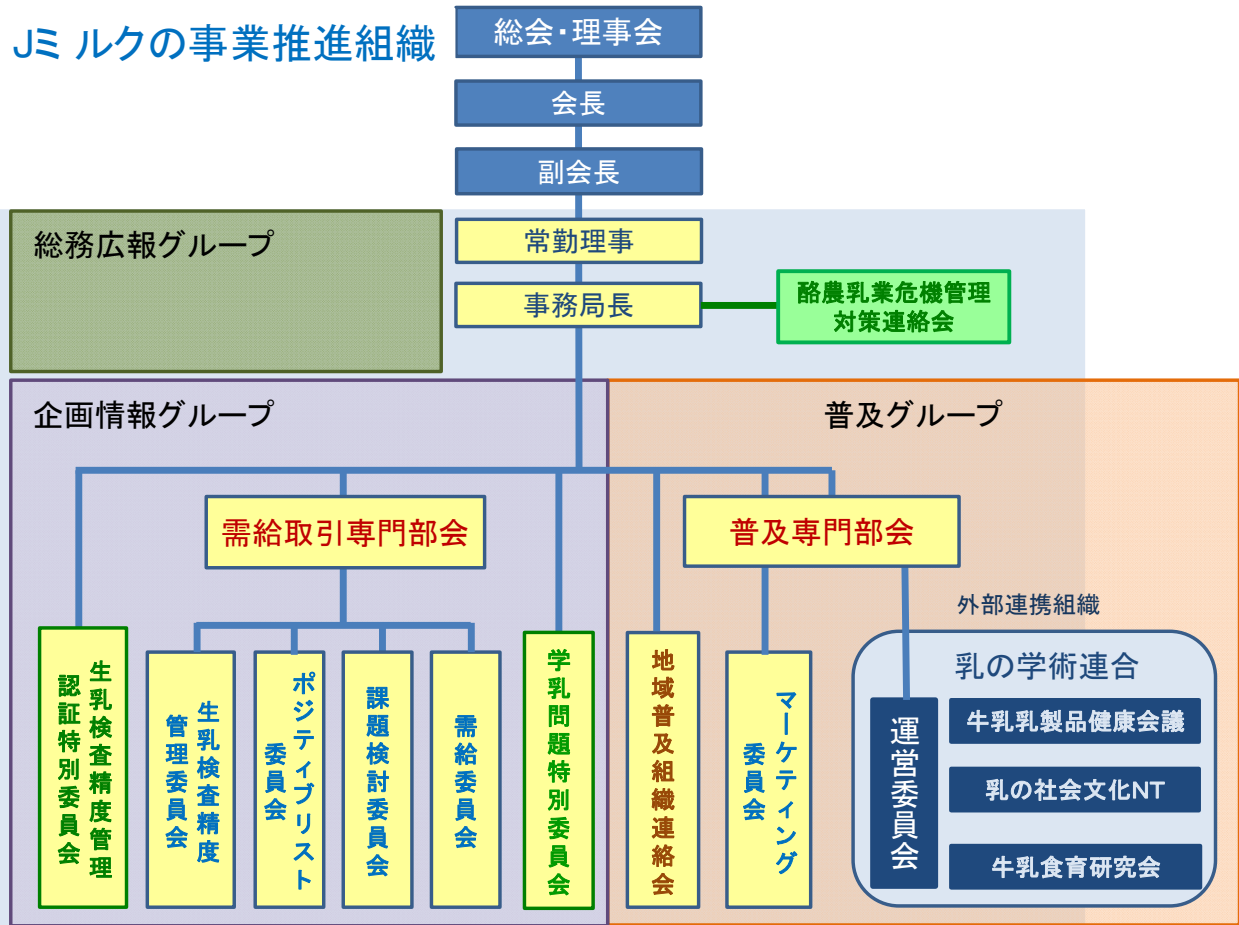 Jミルクの事業推進組織
総会・理事会
会長
副会長
総務広報グループ
常勤理事
事務局長
酪農乳業危機管理
対策連絡会
企画情報グループ
普及グループ
需給取引専門部会
普及専門部会
外部連携組織
生乳検査精度管理
認証特別委員会
生乳検査精度
管理委員会
ポジティブリスト
委員会
課題検討委員会
需給委員会
学乳問題特別委員会
地域普及組織連絡会
マーケティング
委員会
乳の学術連合
運営委員会
牛乳乳製品健康会議
乳の社会文化NT
牛乳食育研究会